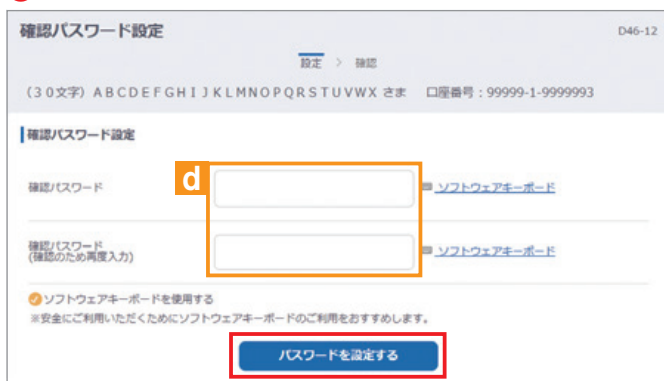 確認パスワード設定
D46-12
設定 > 確認
(30文字) ABCDEFGHIJKLMNOPQRSTUVWX さま 口座番号:99999-1-9999993
確認パスワード設定
確認パスワード
d
ソフトウェアキーボード
確認パスワード
(確認のため再度入力)
ソフトウェアキーボード
ソフトウェアキーボードを使用する
※安全にご利用いただくためにソフトウェアキーボードのご利用をおすすめします。
パスワードを設定する